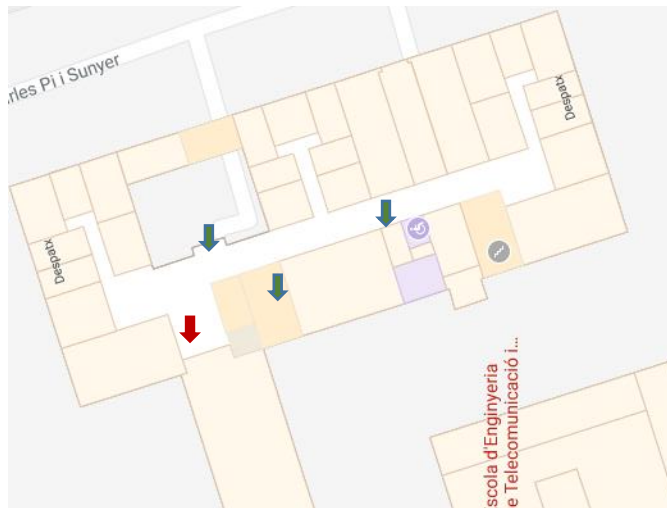 rles Pi i Sunyer
Despatx
Despatx
scola d'Enginyeria
e Telecomunicació i...